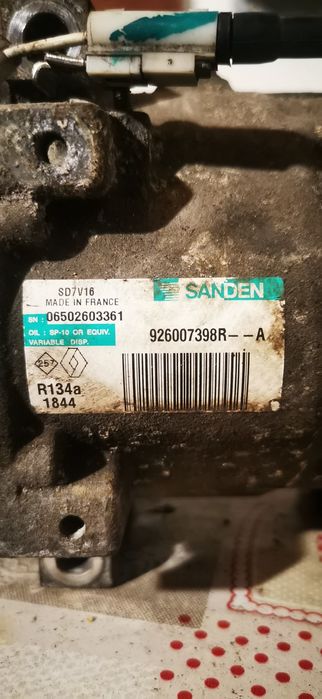 SD7V16
MADE IN FRANCE
SANDEN
SN : 06502603361
OIL : SP-10 OR EQUIV.
VARIABLE DISP.
926007398R--A
257
R134a
1844